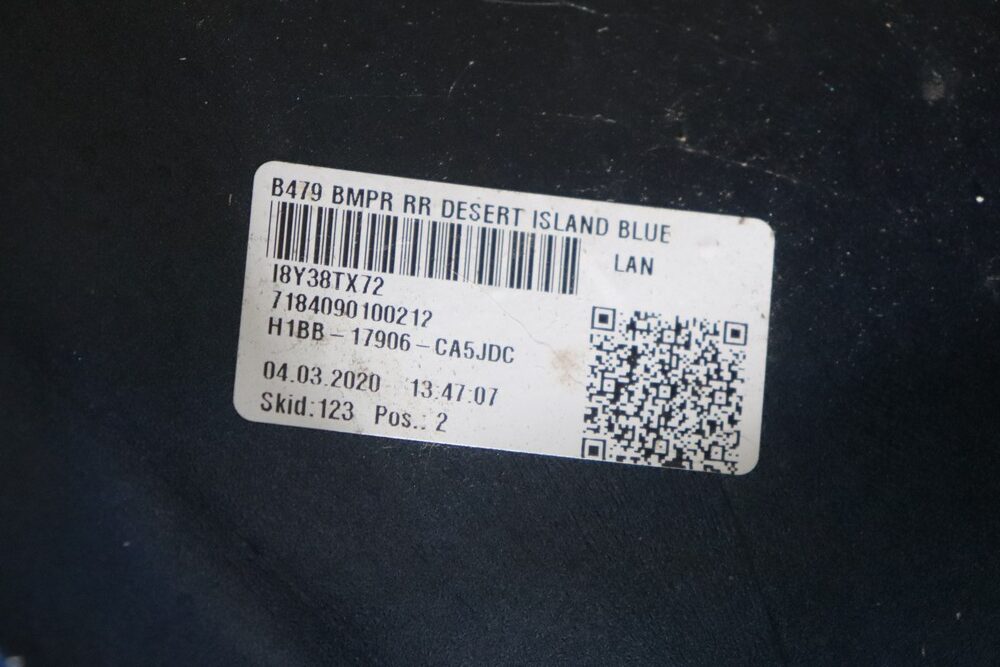 B479 BMPR RR DESERT ISLAND BLUE
LAN
I8Y38TX72
7184090100212
H1BB-17906-CA5JDC
04.03.2020 13:47:07
Skid:123 Pos.: 2